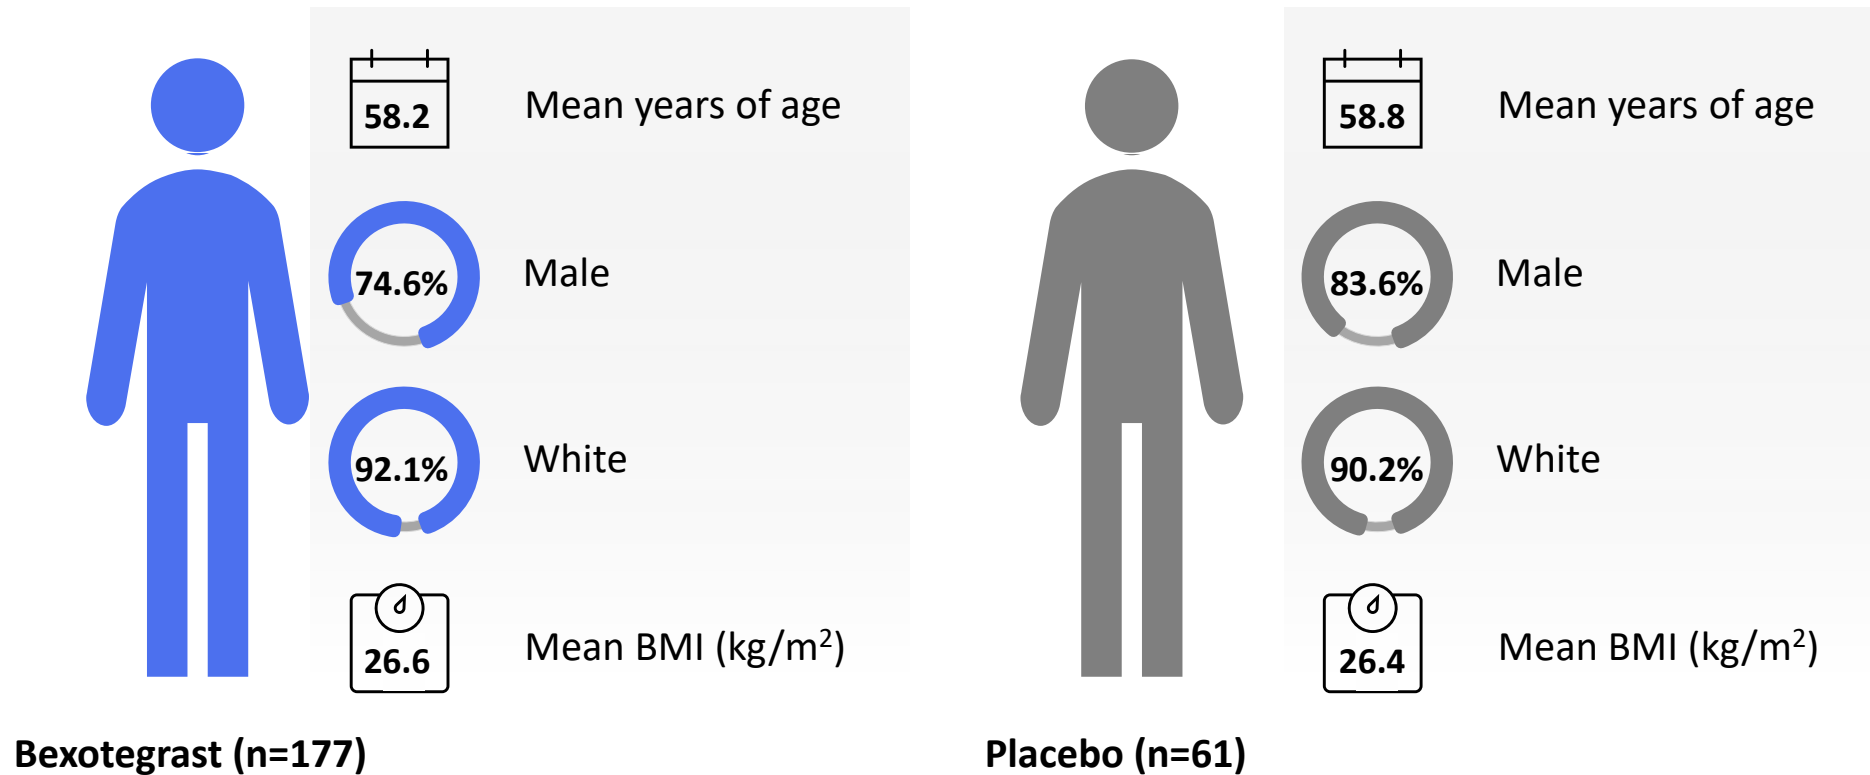 58.2 Mean years of age
74.6% Male
92.1% White
26.6 Mean BMI (kg/m²)
Bexotegrast (n=177)
58.8 Mean years of age
83.6% Male
90.2% White
26.4 Mean BMI (kg/m²)
Placebo (n=61)